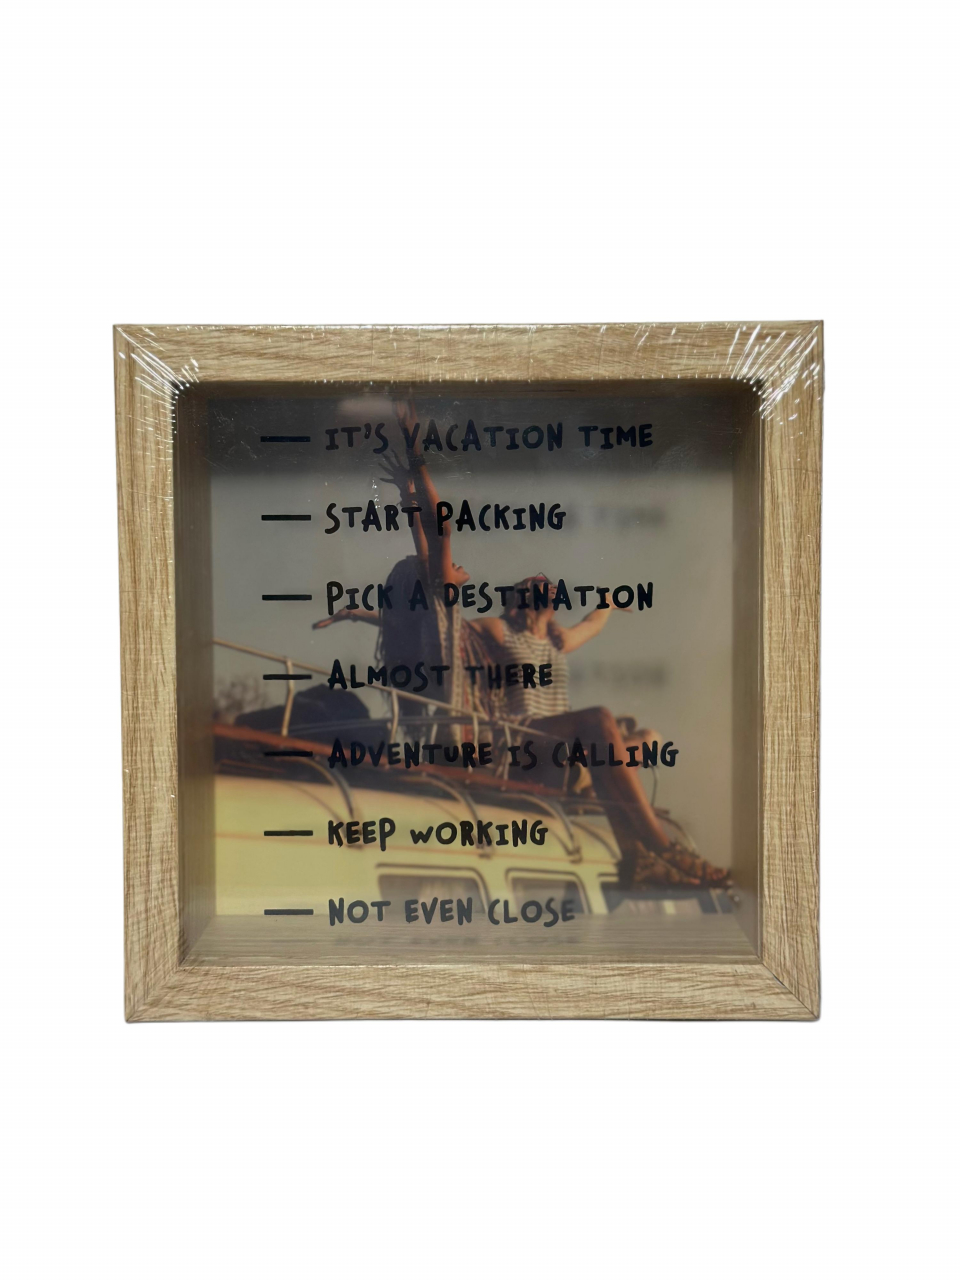 IT'S VACATION TIME
START PACKING
PICK A DESTINATION
ALMOST THERE
ADVENTURE IS CALLING
KEEP WORKING
NOT EVEN CLOSE